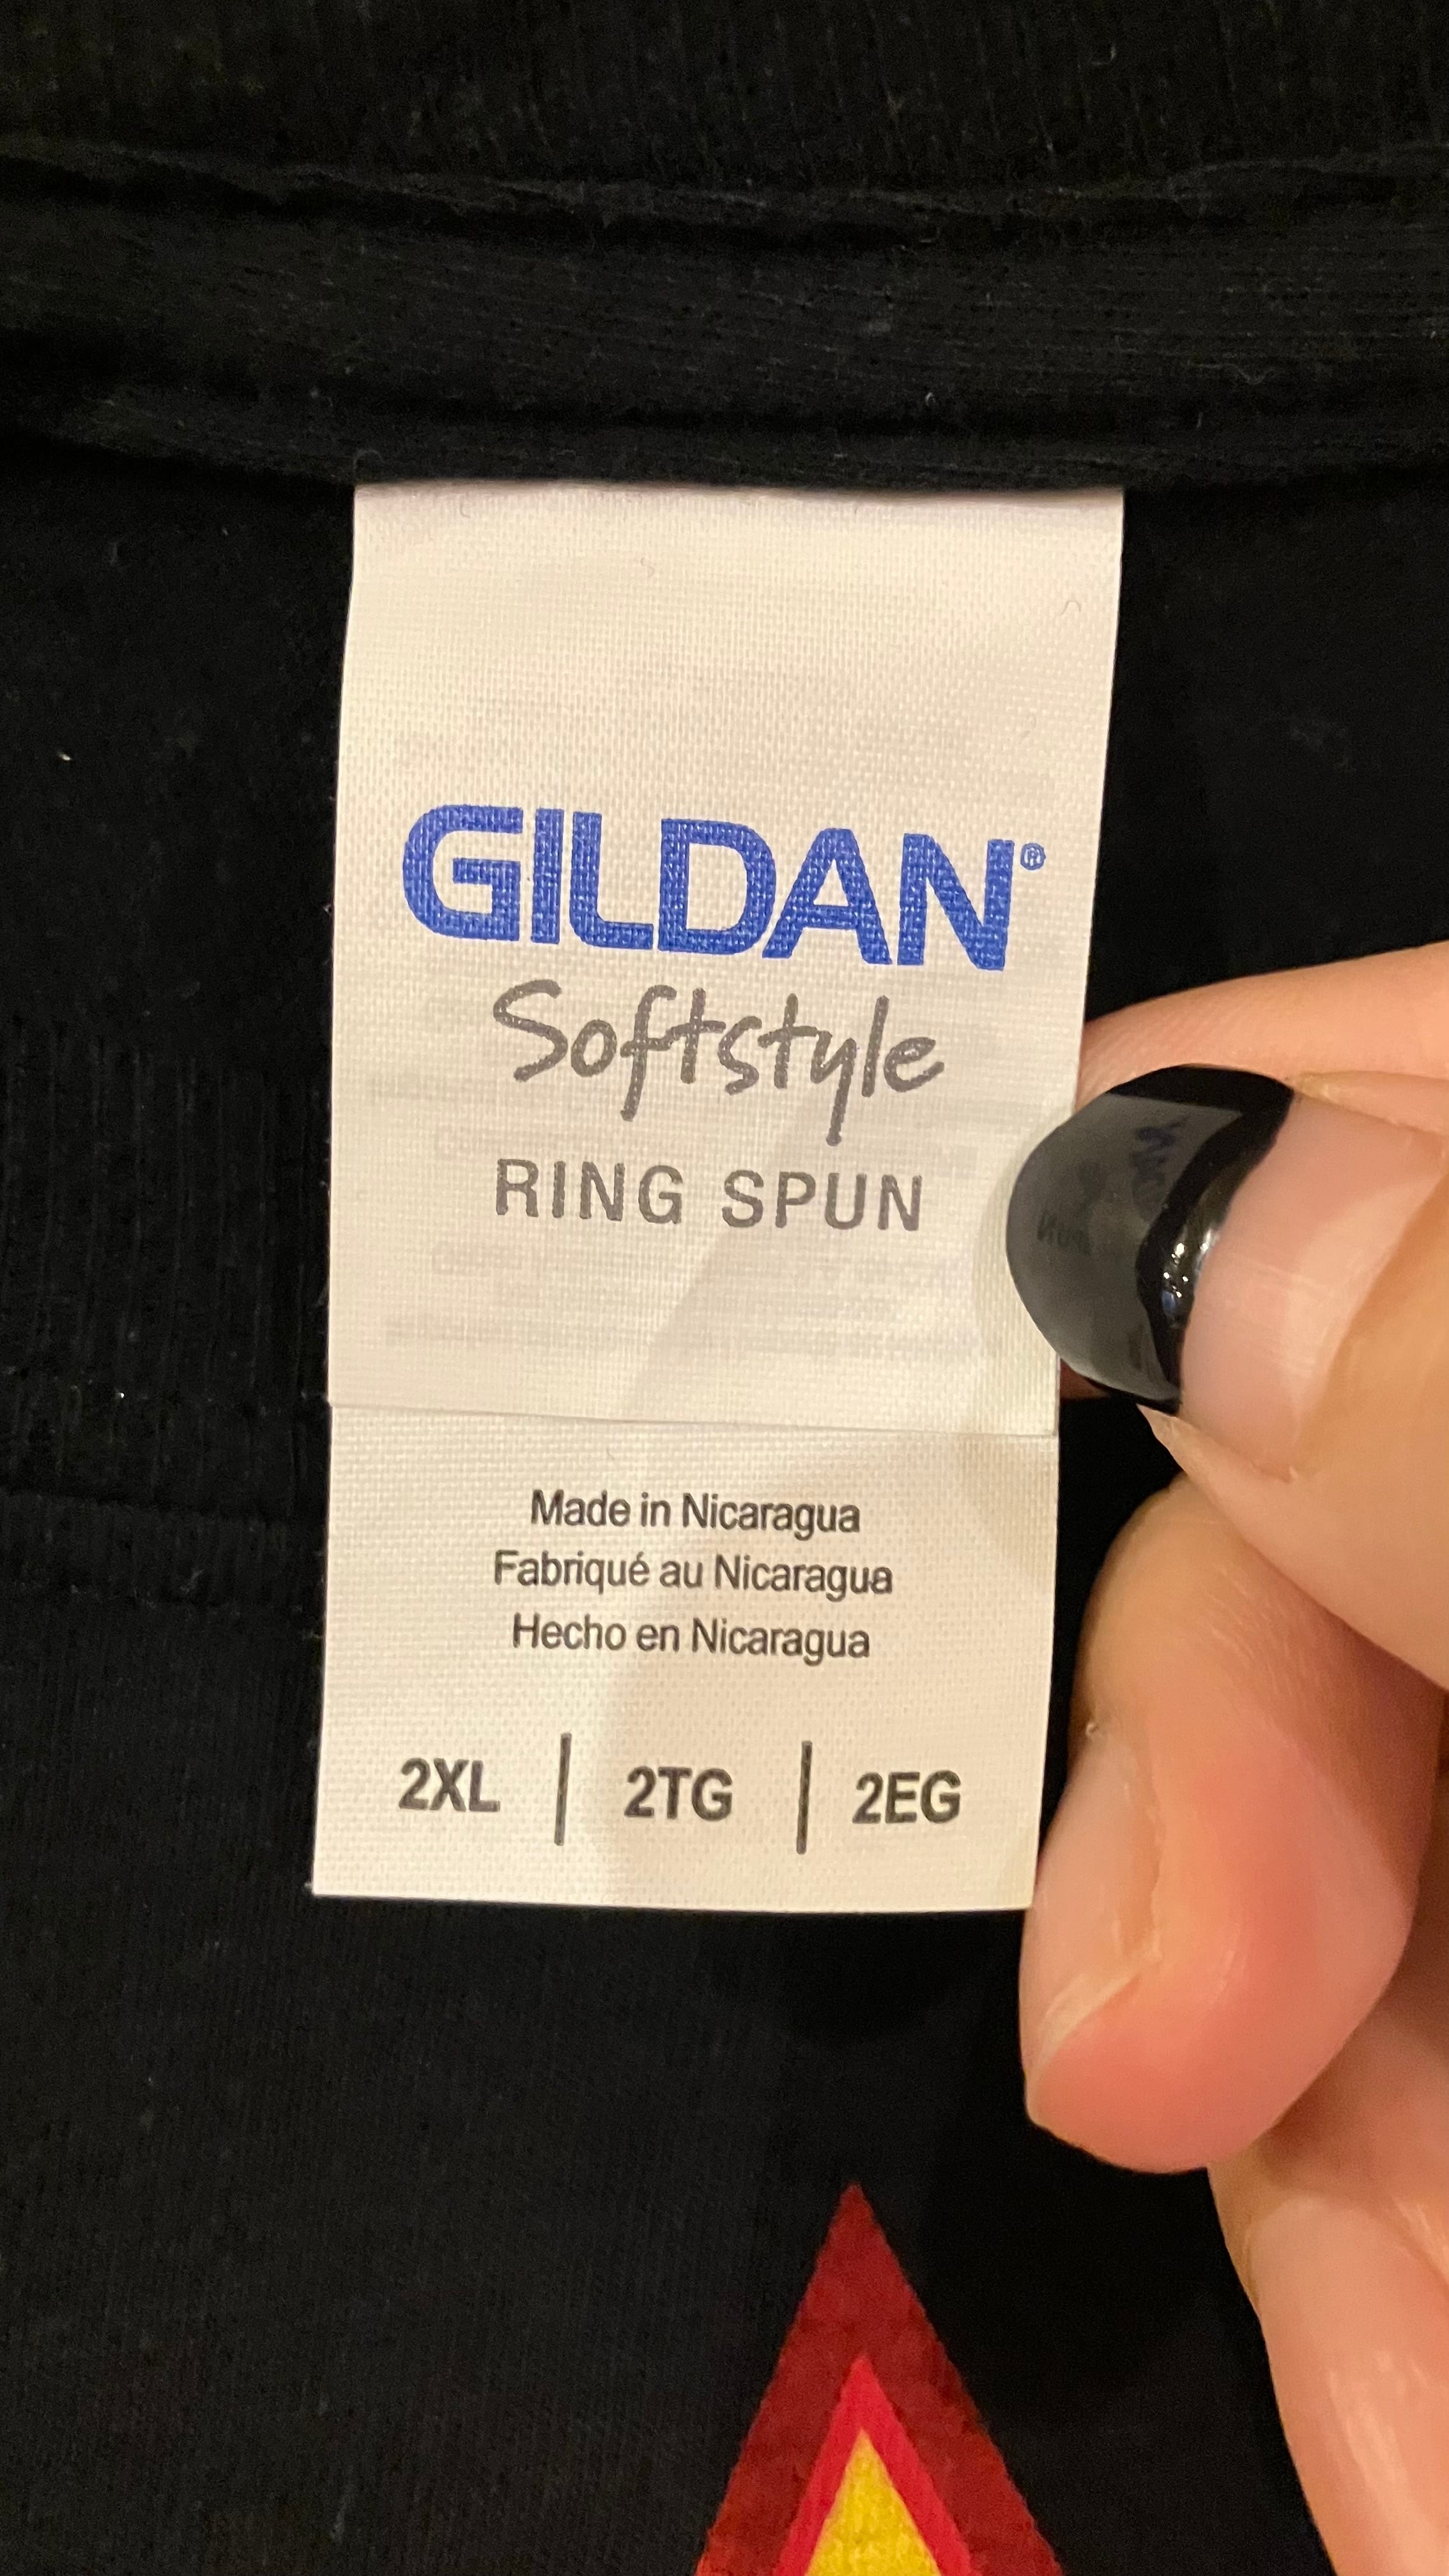 GILDAN®
Softstyle
RING SPUN
Made in Nicaragua
Fabriqué au Nicaragua
Hecho en Nicaragua
2XL | 2TG | 2EG